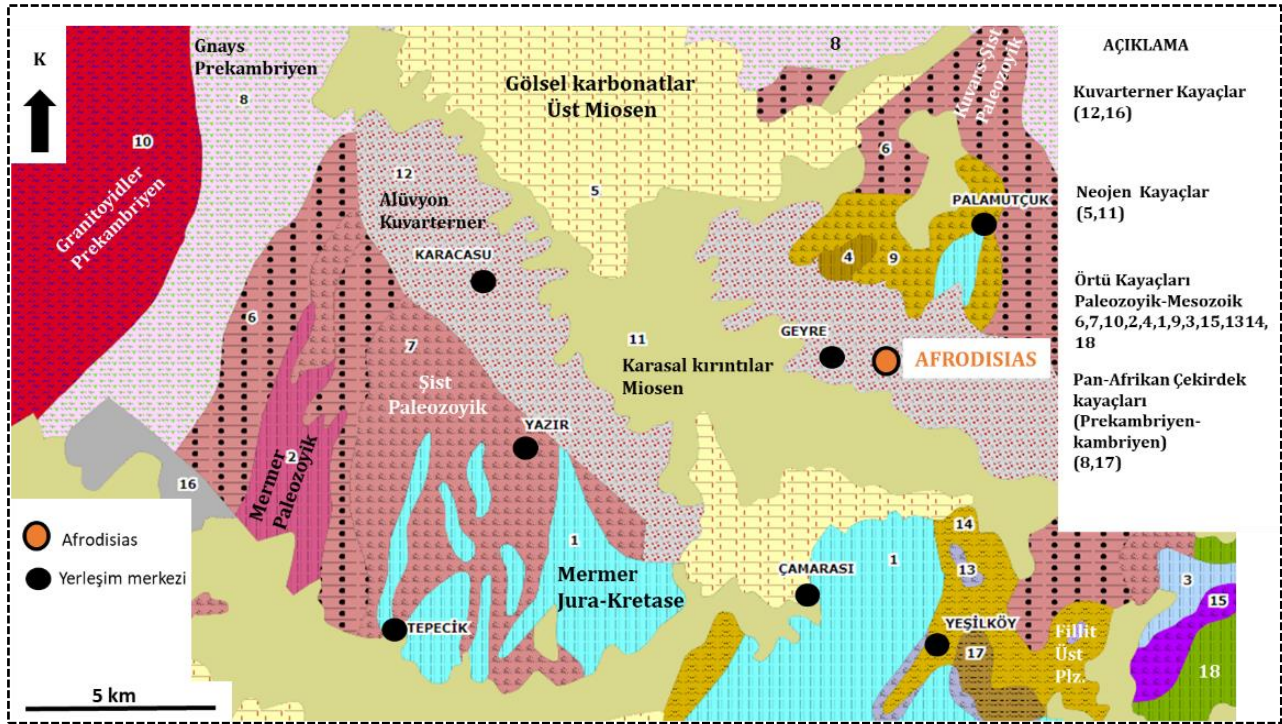 K
Gnays
Prekambriyen
8
10
Granitoyidler
Prekambriyen
12
Alüvyon
Kuvarterner
KARACASU
Gölsel karbonatlar
Üst Miosen
5
8
Kuvars-Şist
Paleozoyik
6
PALAMUTÇUK
4
9
GEYRE
AFRODISIAS
11
Karasal kırıntılar
Miosen
6
7
Şist
Paleozoyik
YAZIR
2
Mermer
Paleozoyik
16
1
Mermer
Jura-Kretase
TEPECİK
ÇAMARASI
1
14
13
YEŞİLKÖY
17
Fillit
Üst
Plz.
3
15
18
AÇIKLAMA
Kuvarterner Kayaçlar
(12,16)
Neojen Kayaçlar
(5,11)
Örtü Kayaçları
Paleozoyik-Mesozoik
6,7,10,2,4,1,9,3,15,1314,
18
Pan-Afrikan Çekirdek
kayaçları
(Prekambriyen-
kambriyen)
(8,17)
Afrodisias
Yerleşim merkezi
5 km